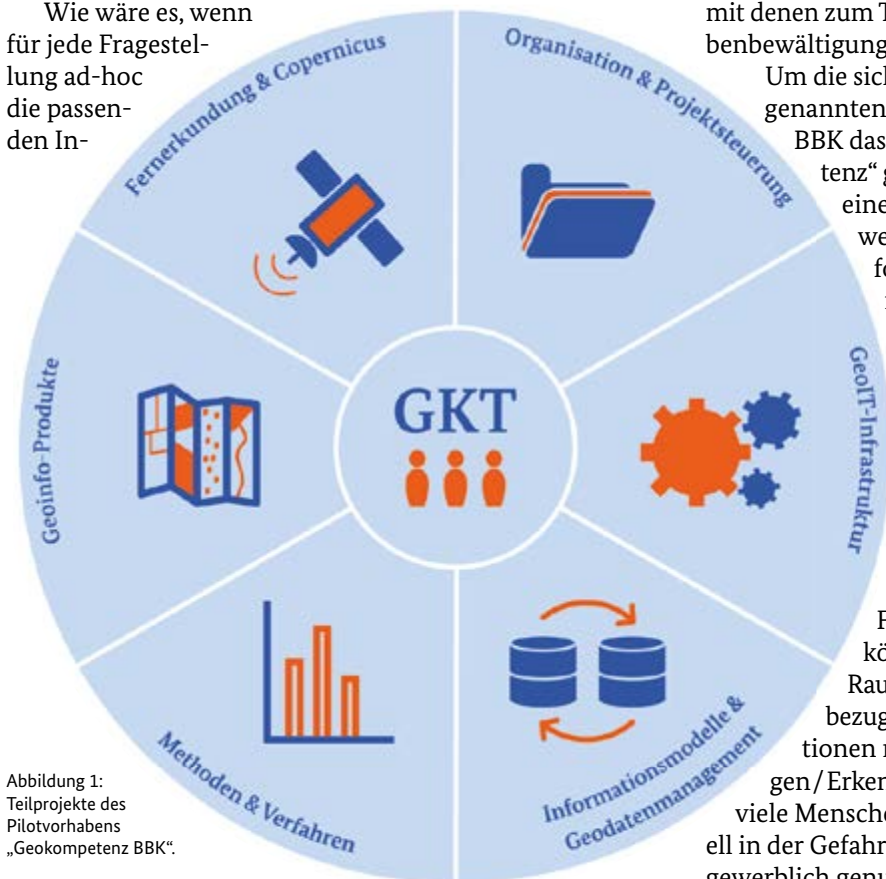 Wie wäre es, wenn
für jede Fragestel-
lung ad-hoc
die passen-
den In-
Fernerkundung & Copernicus
Organisation & Projektsteuerung
GeoIT-Infrastruktur
Informationsmodelle &
Geodatenmanagement
Methoden & Verfahren
Geoinfo-Produkte
GKT
Abbildung 1:
Teilprojekte des
Pilotvorhabens
„Geokompetenz BBK“.
mit denen zum T
benbewältigung
Um die sich
genannten
BBK das
tenz“ g
eine
we
fo
kö
Rau
bezug
tionen
gen/Erken
viele Mensche
ell in der Gefahr
gewerblich genu